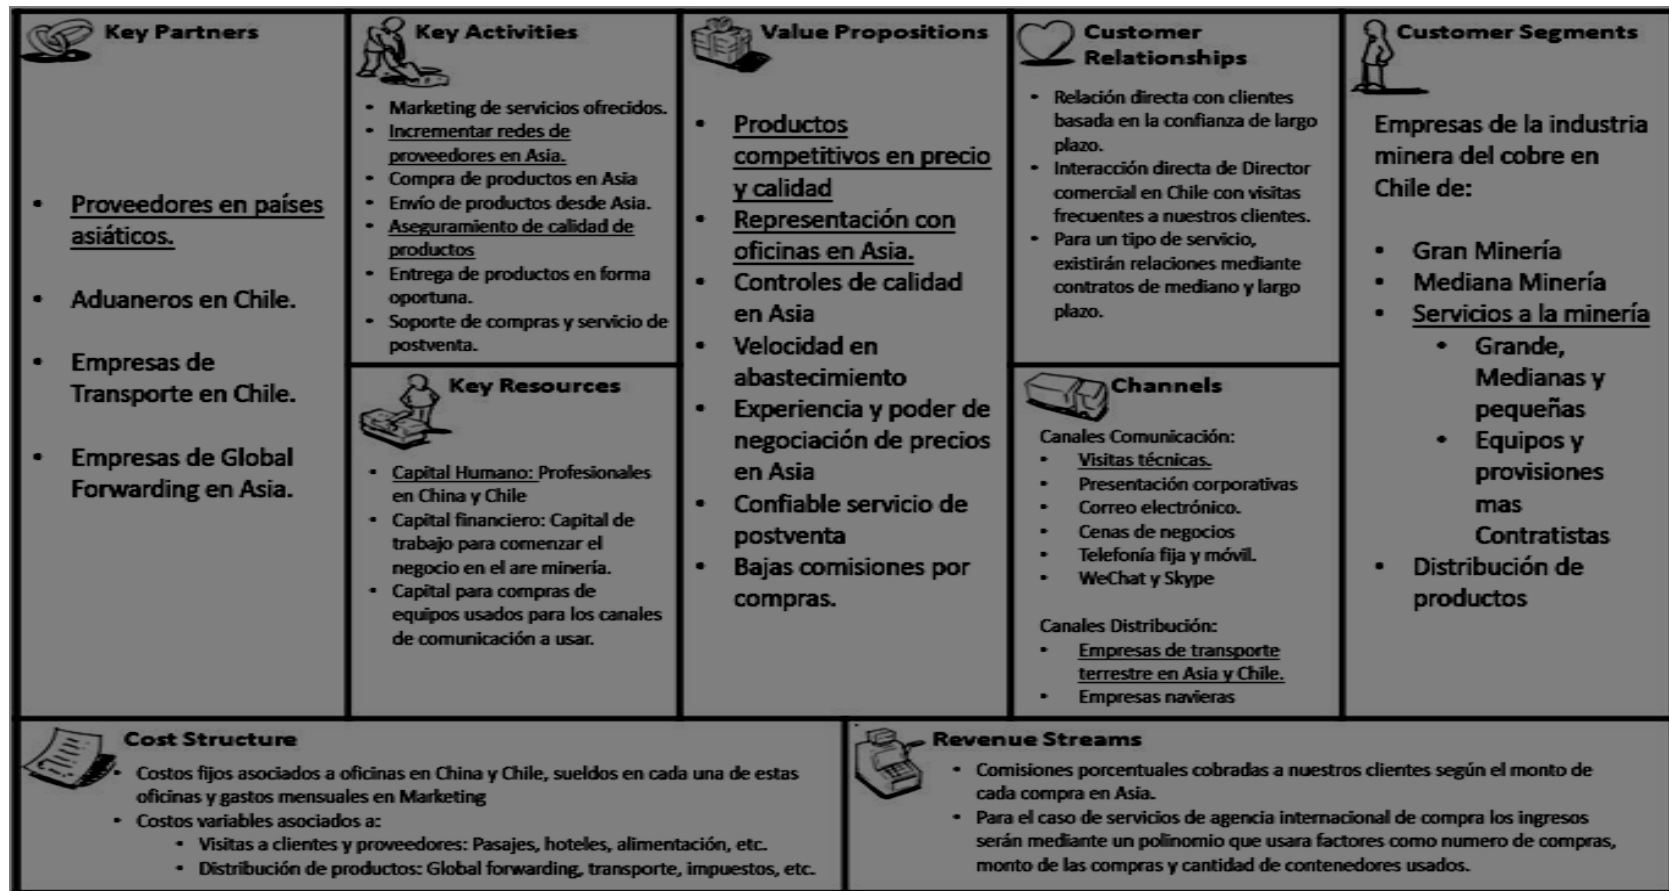 Key Partners
• Proveedores en países
asiáticos.
• Aduaneros en Chile.
• Empresas de
Transporte en Chile.
• Empresas de Global
Forwarding en Asia.
Key Activities
• Marketing de servicios ofrecidos.
• Incrementar redes de
proveedores en Asia.
• Compra de productos en Asia
• Envío de productos desde Asia.
• Aseguramiento de calidad de
productos
• Entrega de productos en forma
oportuna.
• Soporte de compras y servicio de
postventa.
Key Resources
• Capital Humano: Profesionales
en China y Chile
• Capital financiero: Capital de
trabajo para comenzar el
negocio en el are minería.
• Capital para compras de
equipos usados para los canales
de comunicación a usar.
Value Propositions
• Productos
competitivos en precio
y calidad
• Representación con
oficinas en Asia.
• Controles de calidad
en Asia
• Velocidad en
abastecimiento
• Experiencia y poder de
negociación de precios
en Asia
• Confiable servicio de
postventa
• Bajas comisiones por
compras.
Customer
Relationships
• Relación directa con clientes
basada en la confianza de largo
plazo.
• Interacción directa de Director
comercial en Chile con visitas
frecuentes a nuestros clientes.
• Para un tipo de servicio,
existirán relaciones mediante
contratos de mediano y largo
plazo.
Channels
Canales Comunicación:
• Visitas técnicas.
• Presentación corporativas
• Correo electrónico.
• Cenas de negocios
• Telefonía fija y móvil.
• WeChat y Skype
Canales Distribución:
• Empresas de transporte
terrestre en Asia y Chile.
• Empresas navieras
Customer Segments
Empresas de la industria
minera del cobre en
Chile de:
• Gran Minería
• Mediana Minería
• Servicios a la minería
• Grande,
Medianas y
pequeñas
• Equipos y
provisiones
mas
Contratistas
• Distribución de
productos
Cost Structure
• Costos fijos asociados a oficinas en China y Chile, sueldos en cada una de estas
oficinas y gastos mensuales en Marketing
• Costos variables asociados a:
• Visitas a clientes y proveedores: Pasajes, hoteles, alimentación, etc.
• Distribución de productos: Global forwarding, transporte, impuestos, etc.
Revenue Streams
• Comisiones porcentuales cobradas a nuestros clientes según el monto de
cada compra en Asia.
• Para el caso de servicios de agencia internacional de compra los ingresos
serán mediante un polinomio que usara factores como numero de compras,
monto de las compras y cantidad de contenedores usados.